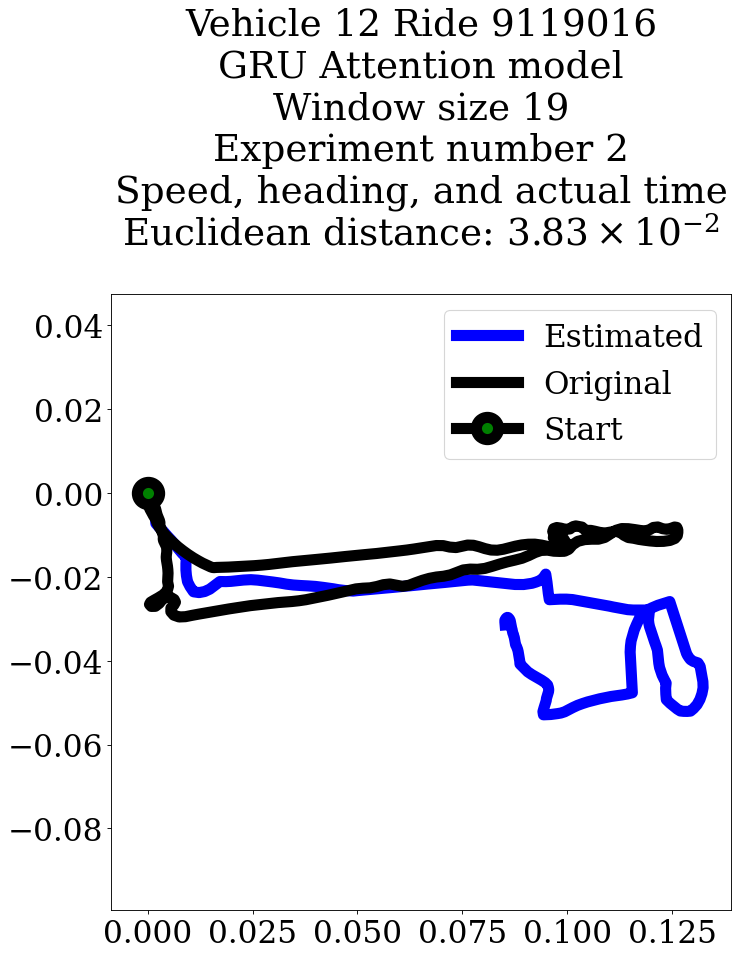 Vehicle 12 Ride 9119016
GRU Attention model
Window size 19
Experiment number 2
Speed, heading, and actual time
Euclidean distance: 3.83 × 10⁻²
Estimated
Original
Start
0.04
0.02
0.00
−0.02
−0.04
−0.06
−0.08
0.000 0.025 0.050 0.075 0.100 0.125